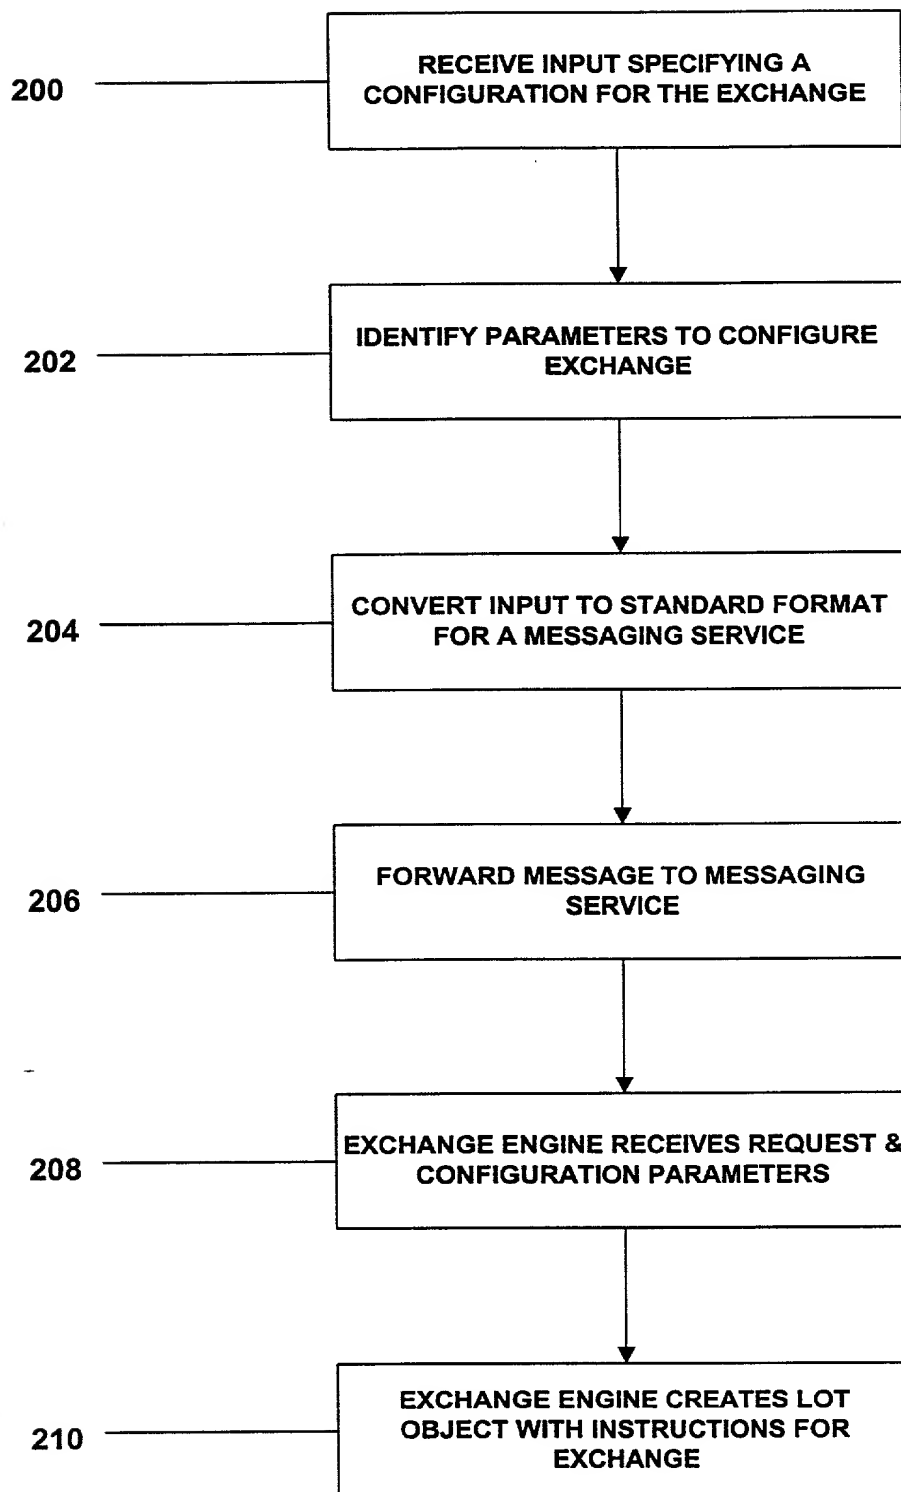 200
RECEIVE INPUT SPECIFYING A
CONFIGURATION FOR THE EXCHANGE
202
IDENTIFY PARAMETERS TO CONFIGURE
EXCHANGE
204
CONVERT INPUT TO STANDARD FORMAT
FOR A MESSAGING SERVICE
206
FORWARD MESSAGE TO MESSAGING
SERVICE
208
EXCHANGE ENGINE RECEIVES REQUEST &
CONFIGURATION PARAMETERS
210
EXCHANGE ENGINE CREATES LOT
OBJECT WITH INSTRUCTIONS FOR
EXCHANGE